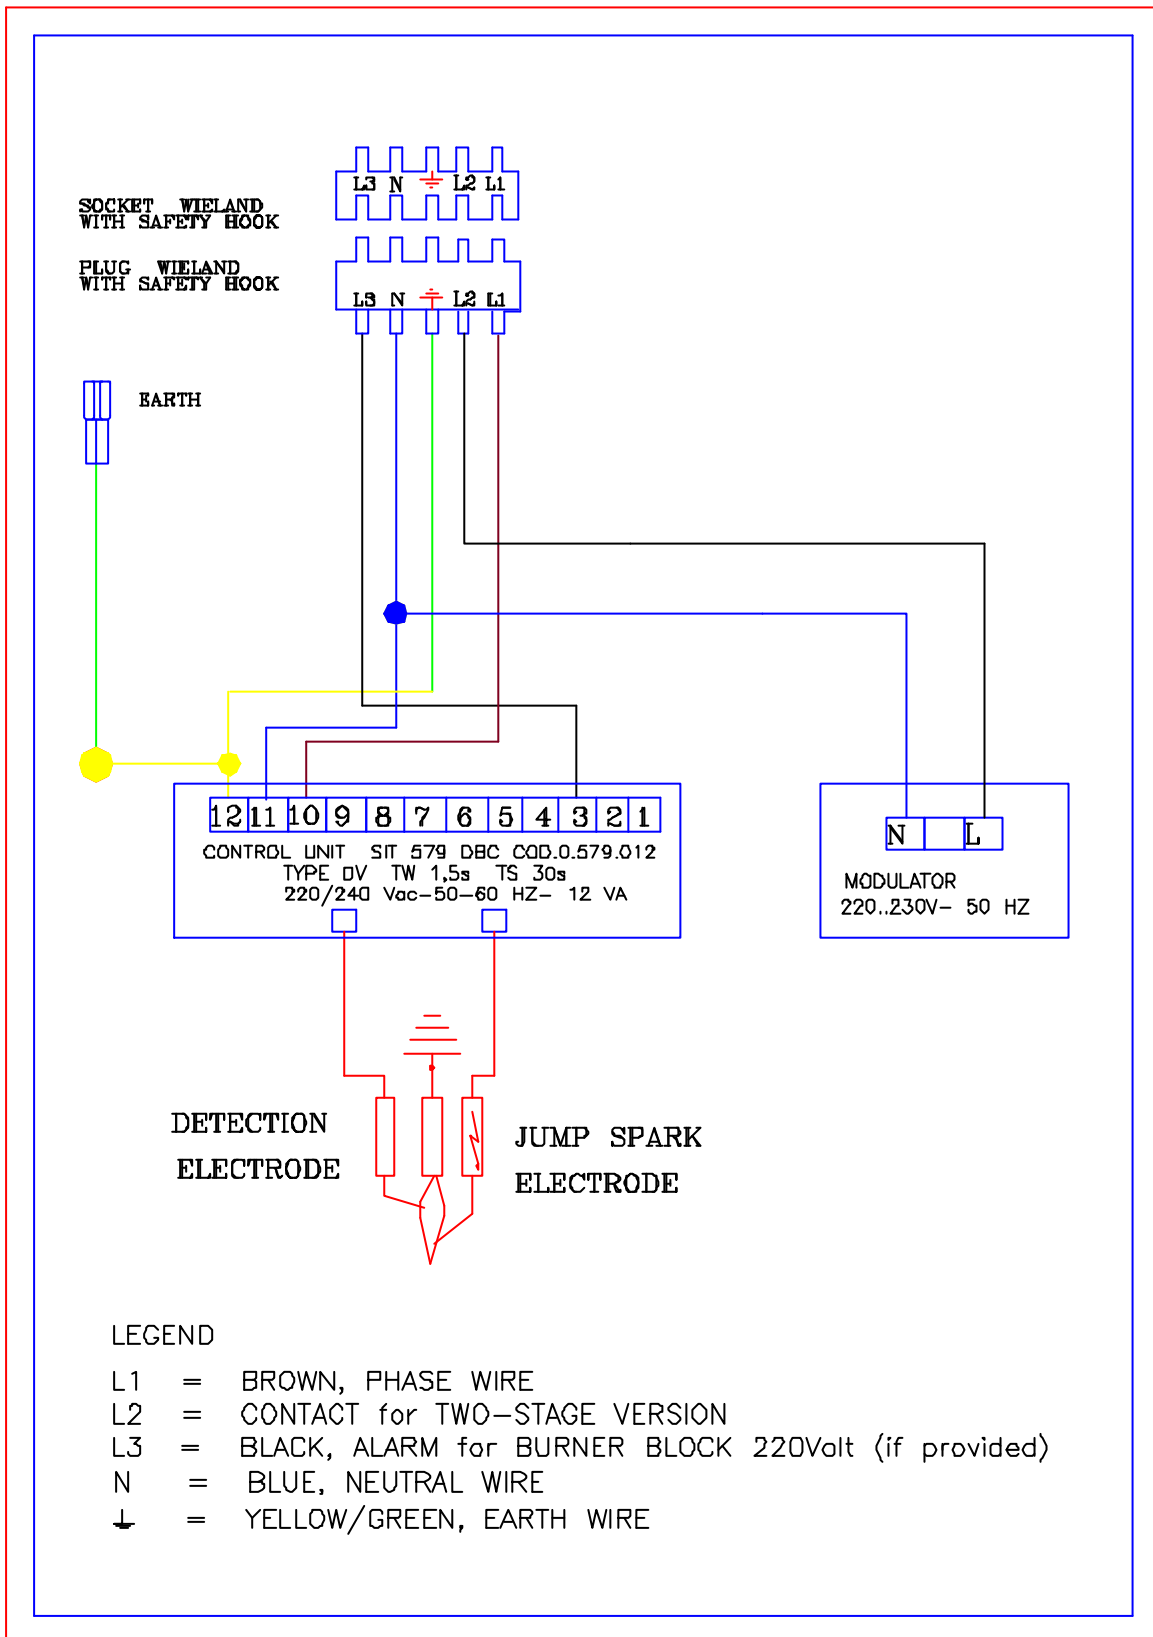 L3 N L2 L1
SOCKET WIELAND
WITH SAFETY HOOK
PLUG WIELAND
WITH SAFETY HOOK
L3 N L2 L1
EARTH
12 11 10 9 8 7 6 5 4 3 2 1
CONTROL UNIT SIT 579 DBC COD.0.579.012
TYPE DV TW 1,5s TS 30s
220/240 Vac-50-60 HZ- 12 VA
N L
MODULATOR
220..230V- 50 HZ
DETECTION
ELECTRODE
JUMP SPARK
ELECTRODE
LEGEND
L1 = BROWN, PHASE WIRE
L2 = CONTACT for TWO-STAGE VERSION
L3 = BLACK, ALARM for BURNER BLOCK 220Volt (if provided)
N = BLUE, NEUTRAL WIRE
⏚ = YELLOW/GREEN, EARTH WIRE